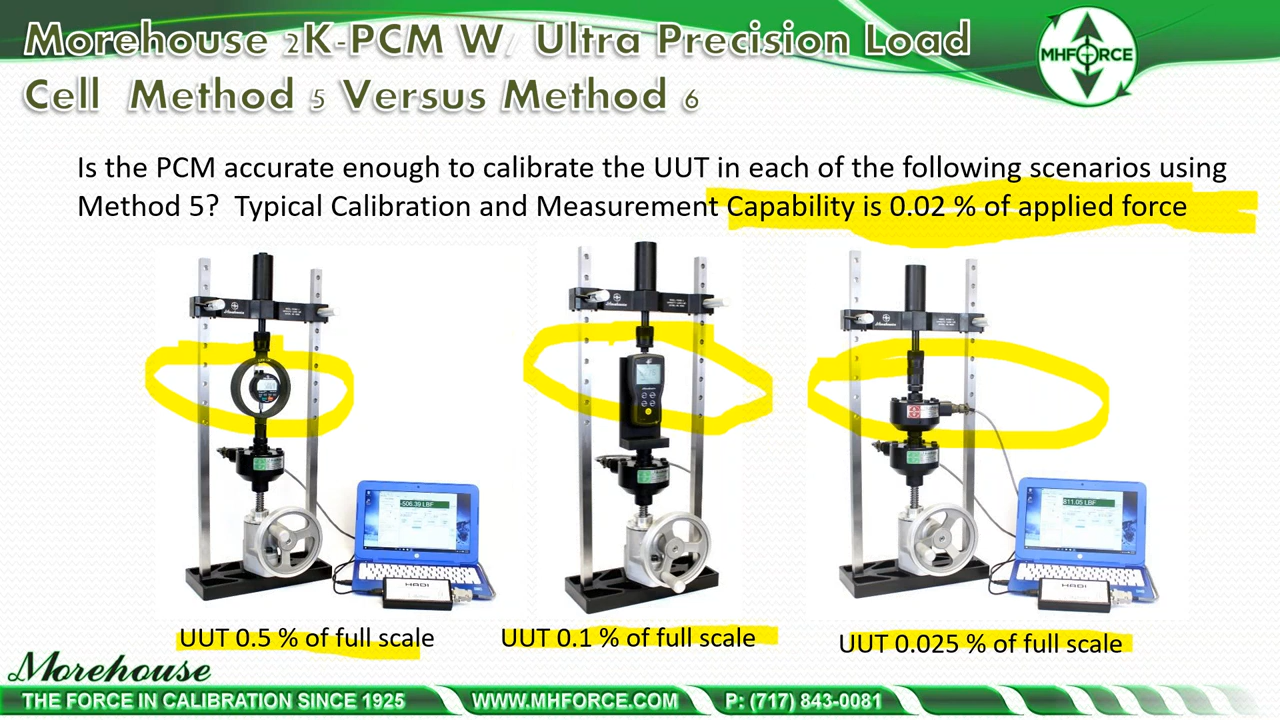 Morehouse 2K-PCM W/ Ultra Precision Load
Cell Method 5 Versus Method 6
MHFORCE
Is the PCM accurate enough to calibrate the UUT in each of the following scenarios using
Method 5? Typical Calibration and Measurement Capability is 0.02 % of applied force
-506.39 LBF
811.05 LBF
HADI
HADI
UUT 0.5 % of full scale
UUT 0.1 % of full scale
UUT 0.025 % of full scale
Morehouse
THE FORCE IN CALIBRATION SINCE 1925
WWW.MHFORCE.COM
P: (717) 843-0081